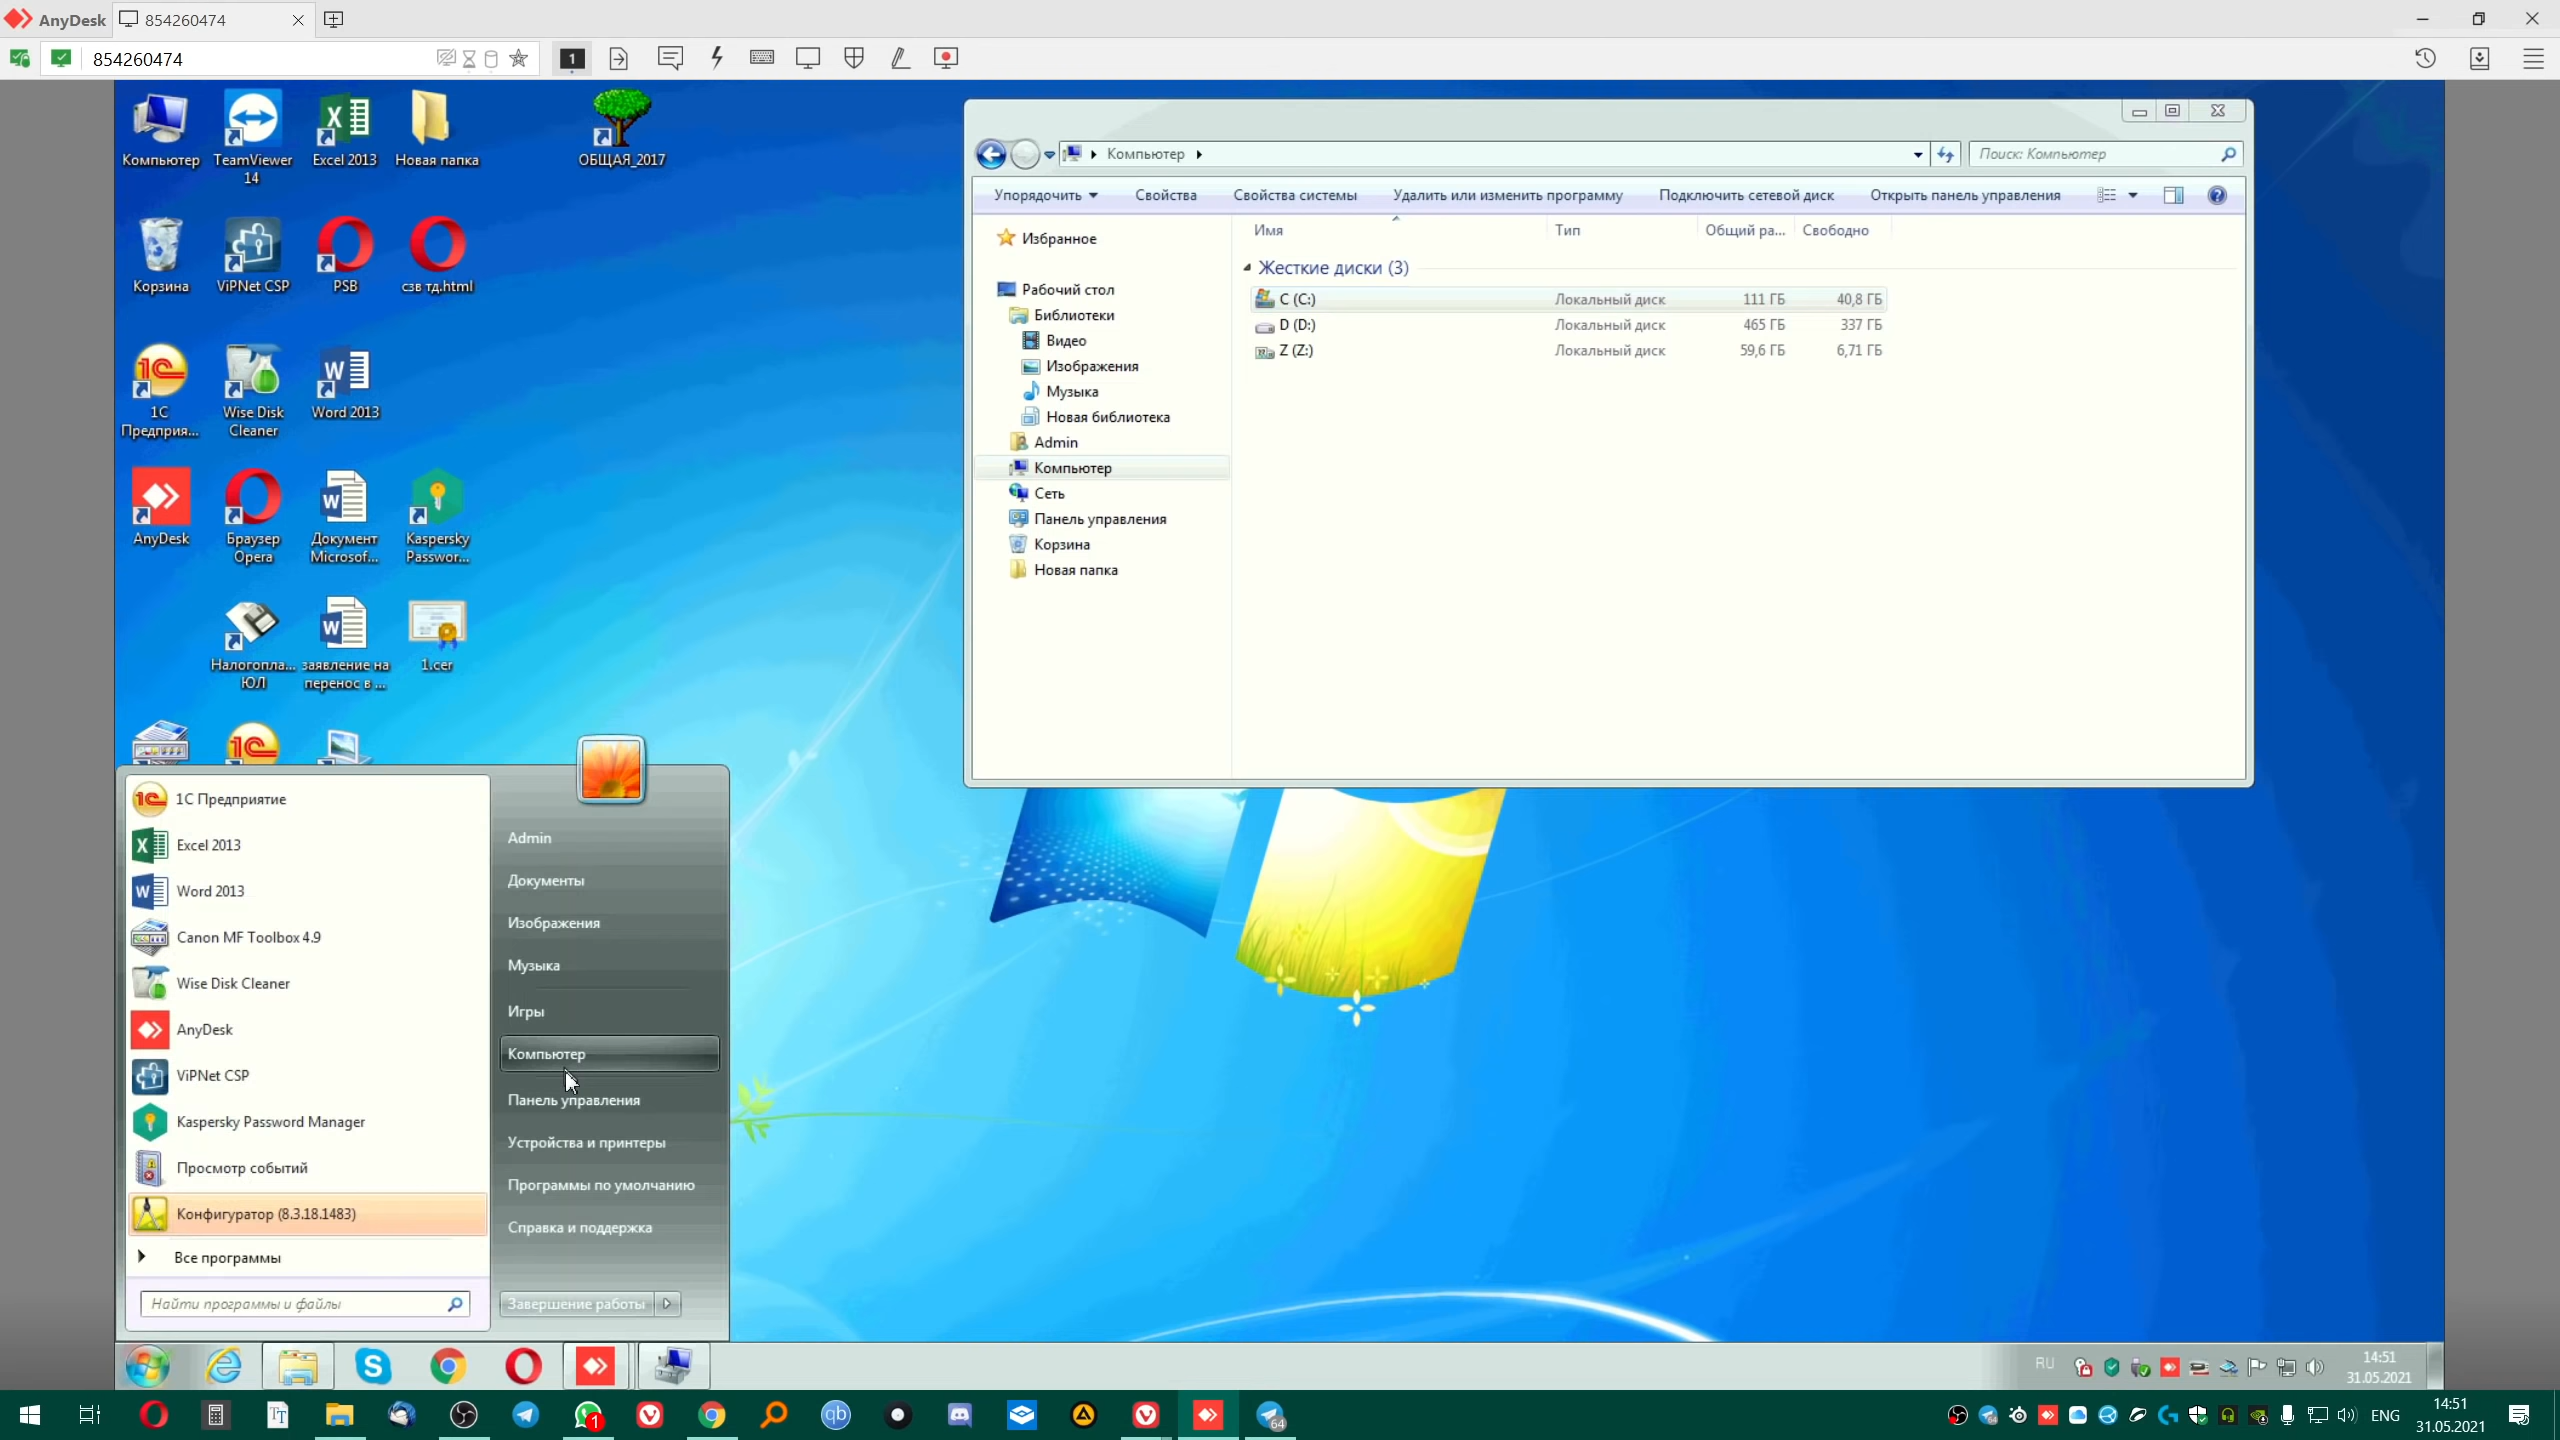 AnyDesk
854260474
854260474
1
Компьютер
TeamViewer
14
Excel 2013
Новая папка
ОБЩАЯ_2017
Корзина
ViPNet CSP
PSB
сзв тд.html
1С
Предприя...
Wise Disk
Cleaner
Word 2013
AnyDesk
Браузер
Opera
Документ
Microsof...
Kaspersky
Passwor...
Налогопла...
ЮЛ
заявление на
перенос в ...
1.cer
Компьютер
Поиск: Компьютер
Упорядочить
Свойства
Свойства системы
Удалить или изменить программу
Подключить сетевой диск
Открыть панель управления
Избранное
Рабочий стол
Библиотеки
Видео
Изображения
Музыка
Новая библиотека
Admin
Компьютер
Сеть
Панель управления
Корзина
Новая папка
Имя Тип Общий ра... Свободно
Жесткие диски (3)
C (C:) Локальный диск 111 ГБ 40,8 ГБ
D (D:) Локальный диск 465 ГБ 337 ГБ
Z (Z:) Локальный диск 59,6 ГБ 6,71 ГБ
1С Предприятие
Excel 2013
Word 2013
Canon MF Toolbox 4.9
Wise Disk Cleaner
AnyDesk
ViPNet CSP
Kaspersky Password Manager
Просмотр событий
Конфигуратор (8.3.18.1483)
Все программы
Найти программы и файлы
Admin
Документы
Изображения
Музыка
Игры
Компьютер
Панель управления
Устройства и принтеры
Программы по умолчанию
Справка и поддержка
Завершение работы
RU
14:51
31.05.2021
1
64
ENG
14:51
31.05.2021